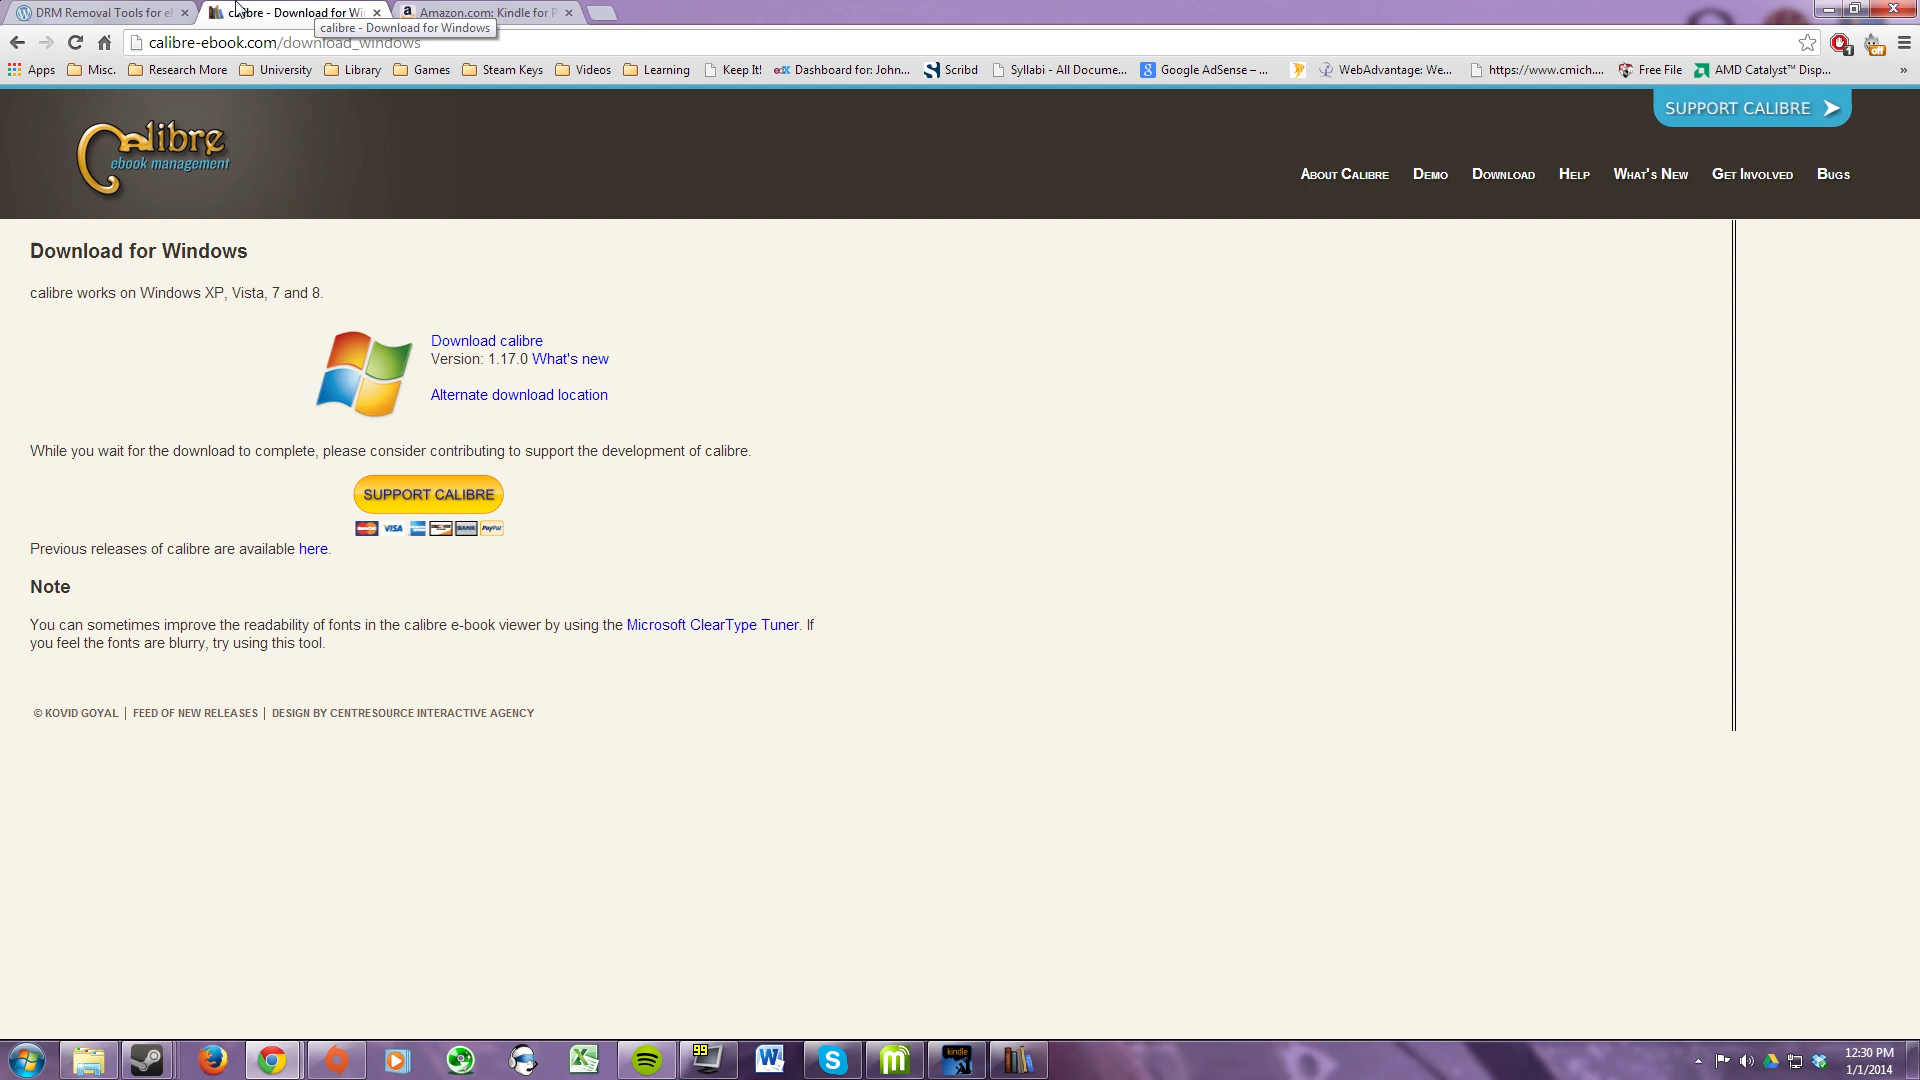 DRM Removal Tools for eB
calibre - Download for Wi
Amazon.com: Kindle for P
calibre - Download for Windows
calibre-ebook.com/download_windows
Apps Misc. Research More University Library Games Steam Keys Videos Learning Keep It! edX Dashboard for: John... Scribd Syllabi - All Docume... Google AdSense – ... WebAdvantage: We... https://www.cmich.... Free File AMD Catalyst™ Disp... »
SUPPORT CALIBRE
Calibre
ebook management
About Calibre Demo Download Help What's New Get Involved Bugs
Download for Windows
calibre works on Windows XP, Vista, 7 and 8.
Download calibre
Version: 1.17.0 What's new
Alternate download location
While you wait for the download to complete, please consider contributing to support the development of calibre.
SUPPORT CALIBRE
VISA BANK PayPal
Previous releases of calibre are available here.
Note
You can sometimes improve the readability of fonts in the calibre e-book viewer by using the Microsoft ClearType Tuner. If
you feel the fonts are blurry, try using this tool.
© KOVID GOYAL | FEED OF NEW RELEASES | DESIGN BY CENTRESOURCE INTERACTIVE AGENCY
99
kindle
12:30 PM
1/1/2014